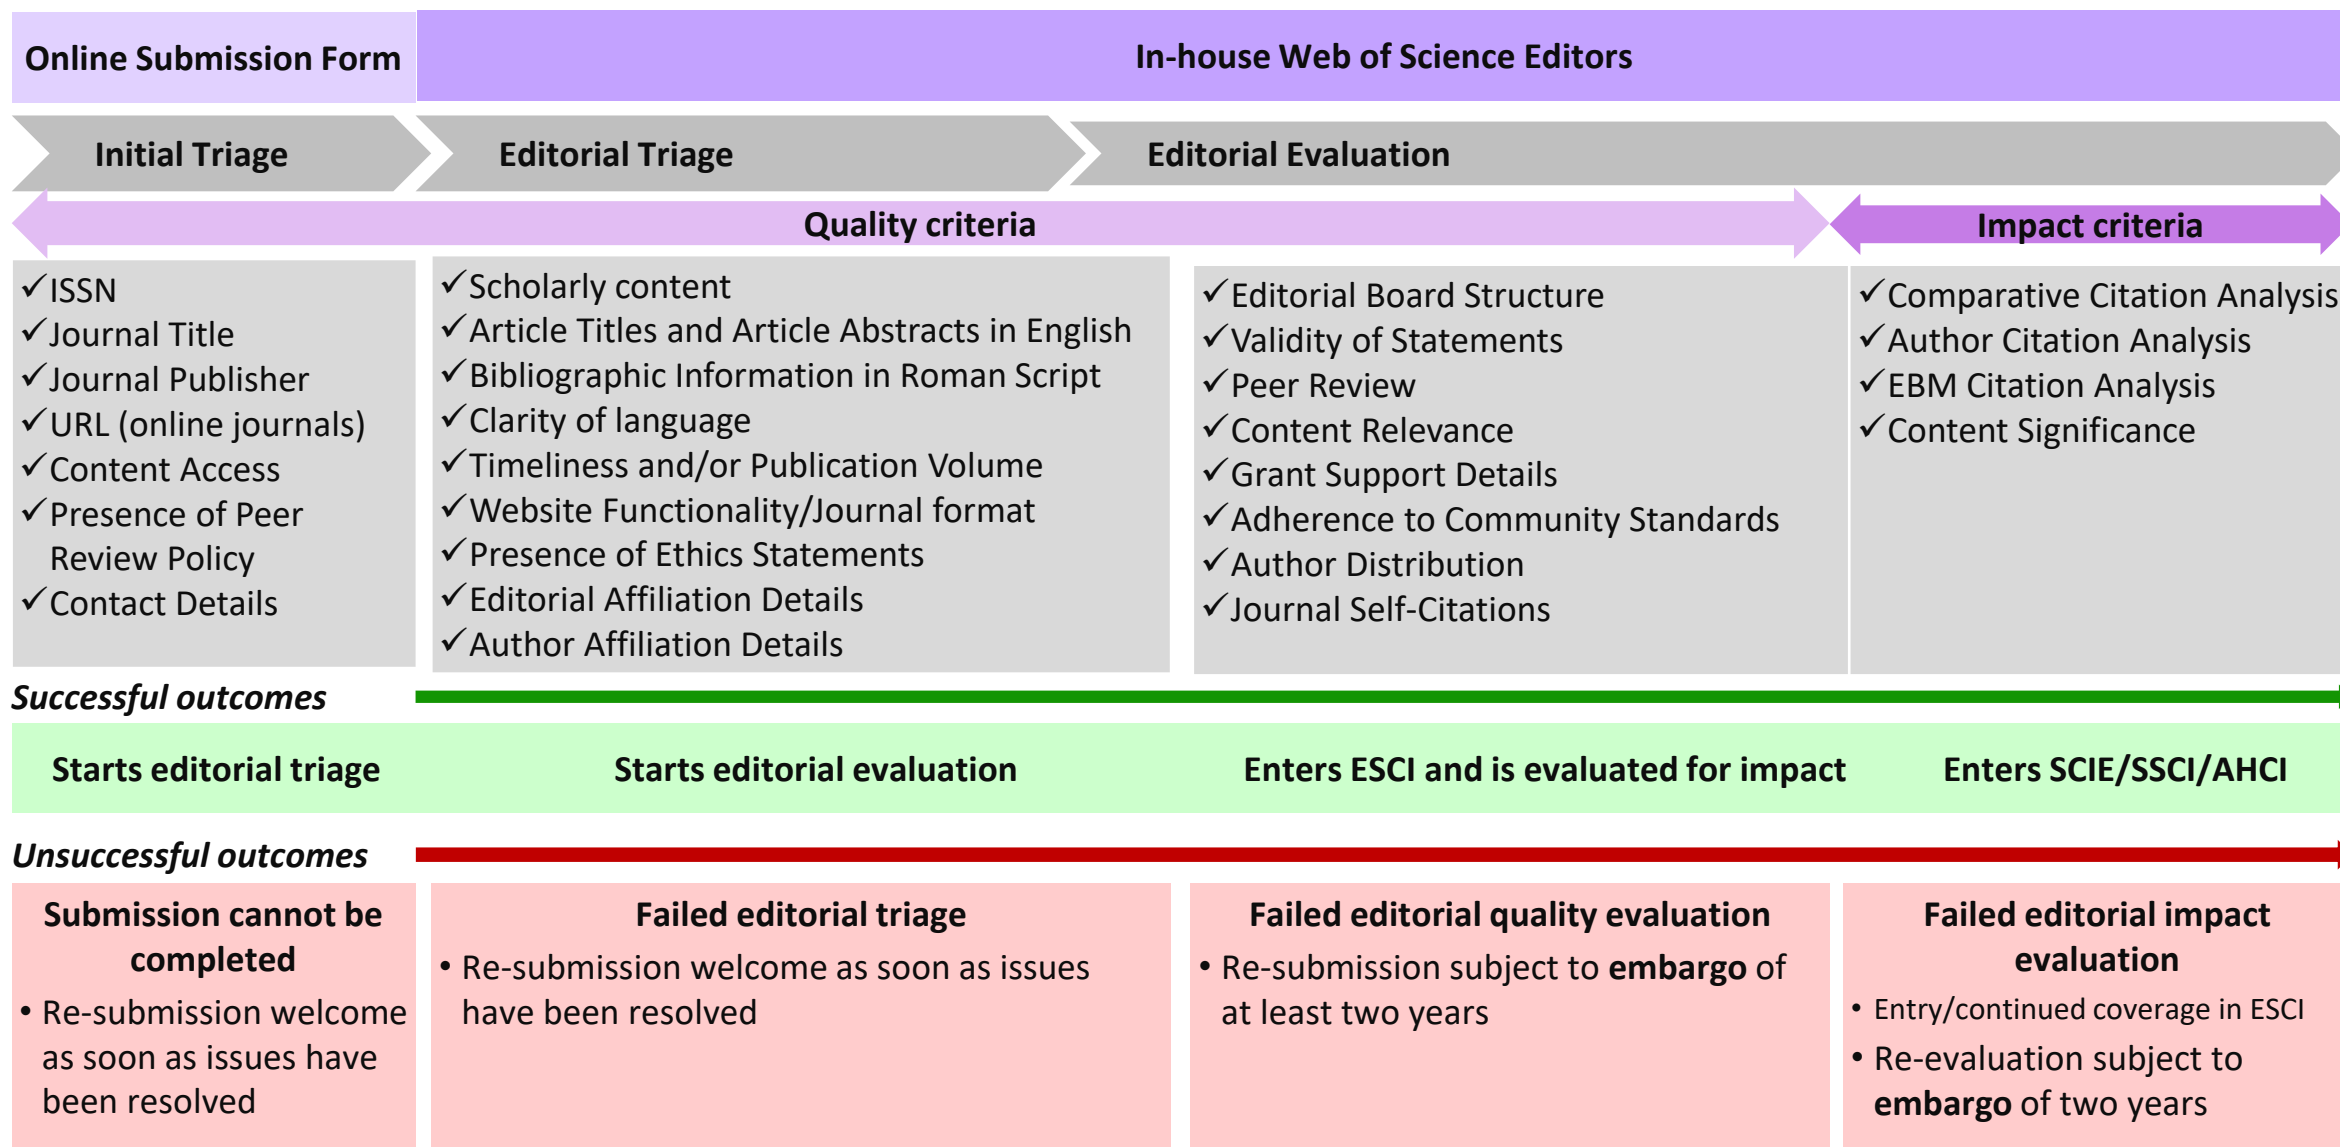 Online Submission Form
In-house Web of Science Editors
Initial Triage
Editorial Triage
Editorial Evaluation
Quality criteria
Impact criteria
✓ISSN
✓Journal Title
✓Journal Publisher
✓URL (online journals)
✓Content Access
✓Presence of Peer
Review Policy
✓Contact Details
✓Scholarly content
✓Article Titles and Article Abstracts in English
✓Bibliographic Information in Roman Script
✓Clarity of language
✓Timeliness and/or Publication Volume
✓Website Functionality/Journal format
✓Presence of Ethics Statements
✓Editorial Affiliation Details
✓Author Affiliation Details
✓Editorial Board Structure
✓Validity of Statements
✓Peer Review
✓Content Relevance
✓Grant Support Details
✓Adherence to Community Standards
✓Author Distribution
✓Journal Self-Citations
✓Comparative Citation Analysis
✓Author Citation Analysis
✓EBM Citation Analysis
✓Content Significance
Successful outcomes
Starts editorial triage
Starts editorial evaluation
Enters ESCI and is evaluated for impact
Enters SCIE/SSCI/AHCI
Unsuccessful outcomes
Submission cannot be
completed
• Re-submission welcome
as soon as issues have
been resolved
Failed editorial triage
• Re-submission welcome as soon as issues
have been resolved
Failed editorial quality evaluation
• Re-submission subject to embargo of
at least two years
Failed editorial impact
evaluation
• Entry/continued coverage in ESCI
• Re-evaluation subject to
embargo of two years